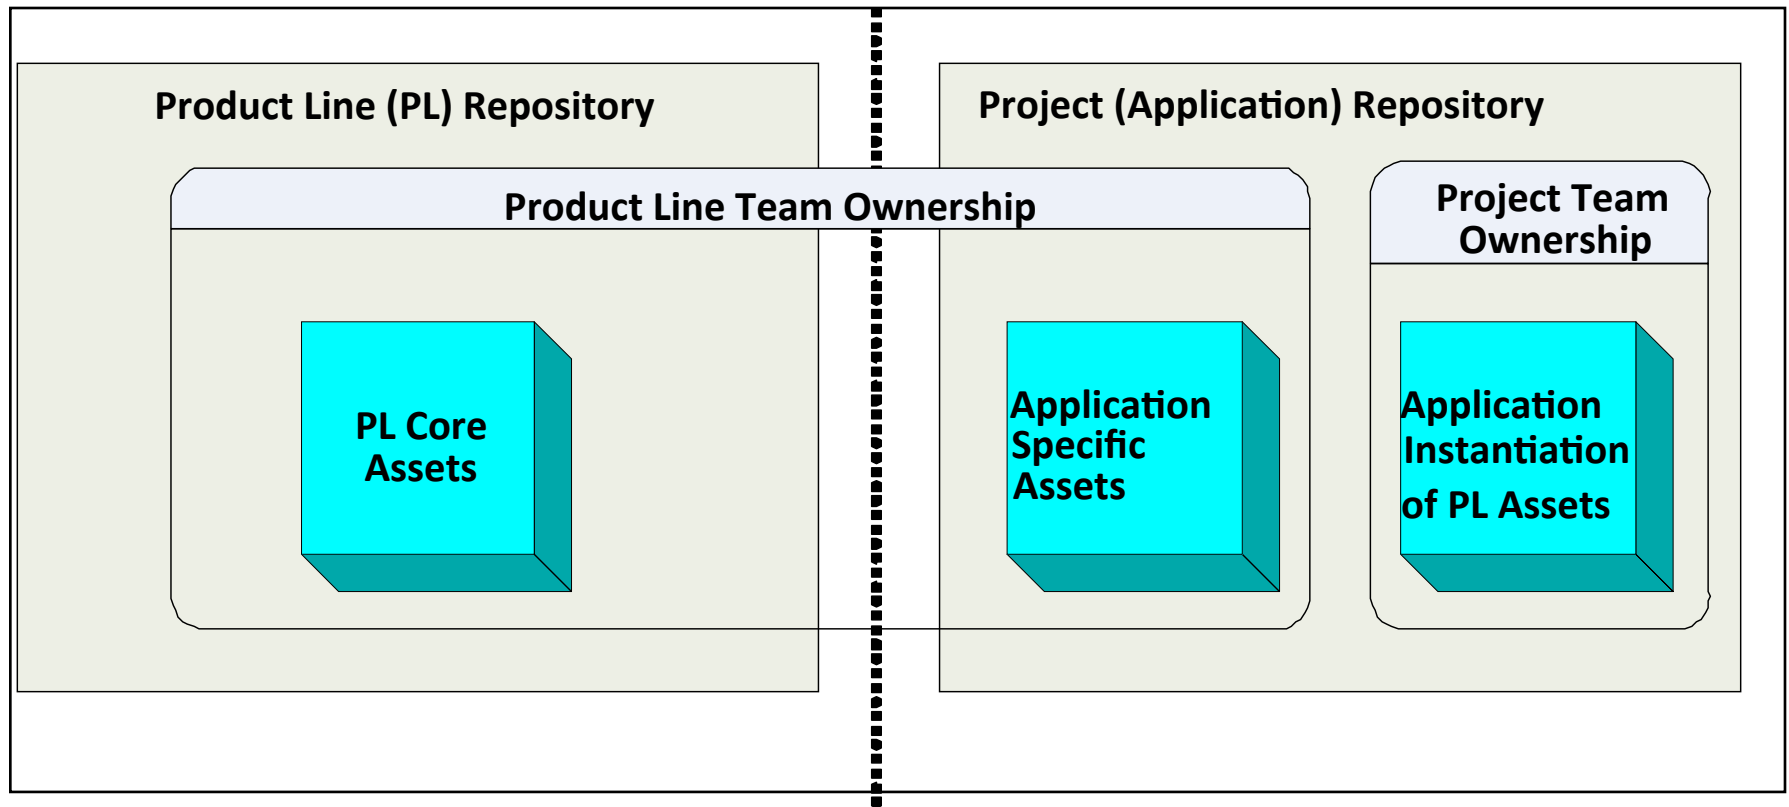 Product Line (PL) Repository
Project (Application) Repository
Product Line Team Ownership
Project Team
Ownership
PL Core
Assets
Application
Specific
Assets
Application
Instantiation
of PL Assets